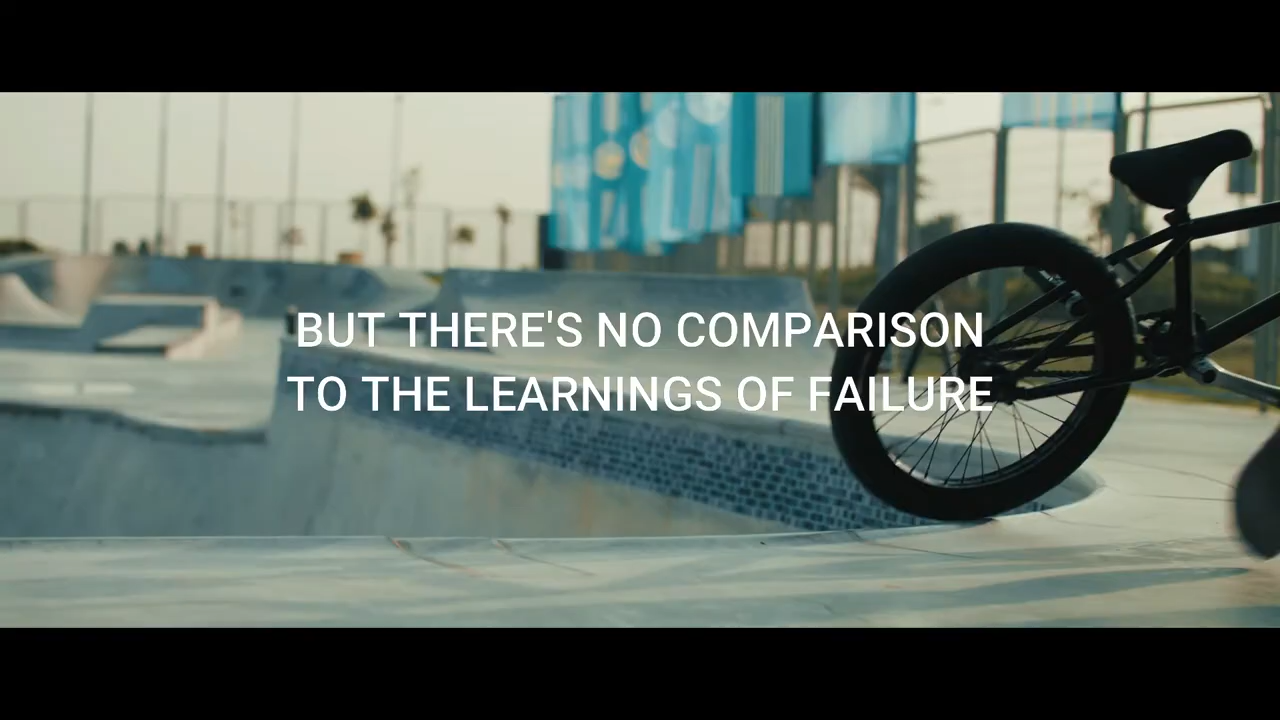 BUT THERE'S NO COMPARISON
TO THE LEARNINGS OF FAILURE